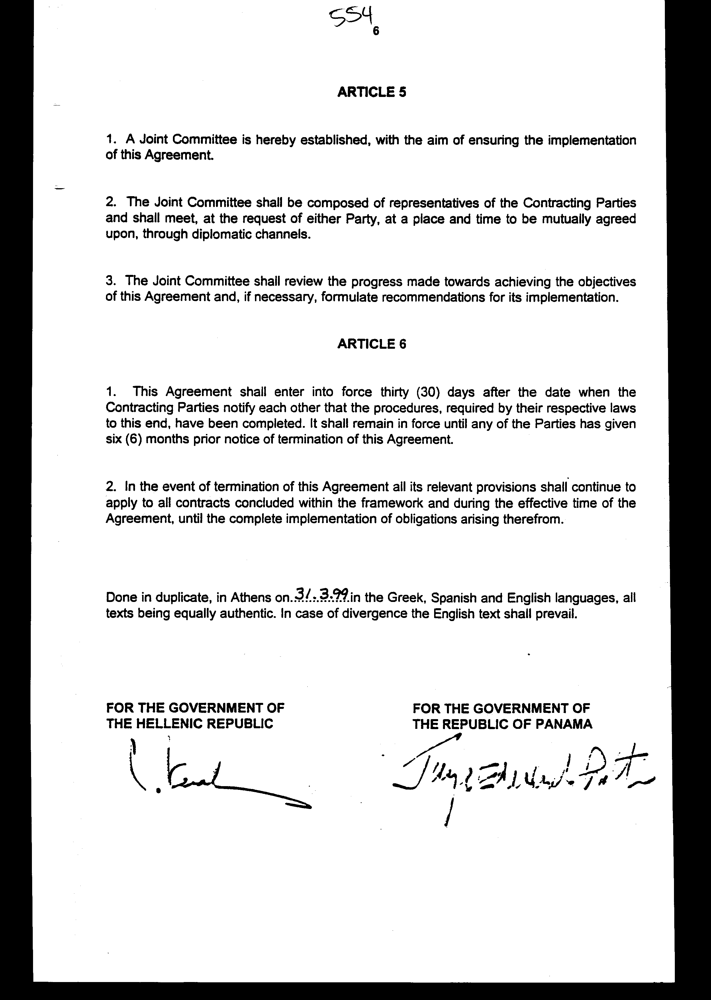 554
6
ARTICLE 5
1. A Joint Committee is hereby established, with the aim of ensuring the implementation
of this Agreement.
2. The Joint Committee shall be composed of representatives of the Contracting Parties
and shall meet, at the request of either Party, at a place and time to be mutually agreed
upon, through diplomatic channels.
3. The Joint Committee shall review the progress made towards achieving the objectives
of this Agreement and, if necessary, formulate recommendations for its implementation.
ARTICLE 6
1. This Agreement shall enter into force thirty (30) days after the date when the
Contracting Parties notify each other that the procedures, required by their respective laws
to this end, have been completed. It shall remain in force until any of the Parties has given
six (6) months prior notice of termination of this Agreement.
2. In the event of termination of this Agreement all its relevant provisions shall continue to
apply to all contracts concluded within the framework and during the effective time of the
Agreement, until the complete implementation of obligations arising therefrom.
Done in duplicate, in Athens on 31.3.99 in the Greek, Spanish and English languages, all
texts being equally authentic. In case of divergence the English text shall prevail.
FOR THE GOVERNMENT OF
THE HELLENIC REPUBLIC
FOR THE GOVERNMENT OF
THE REPUBLIC OF PANAMA